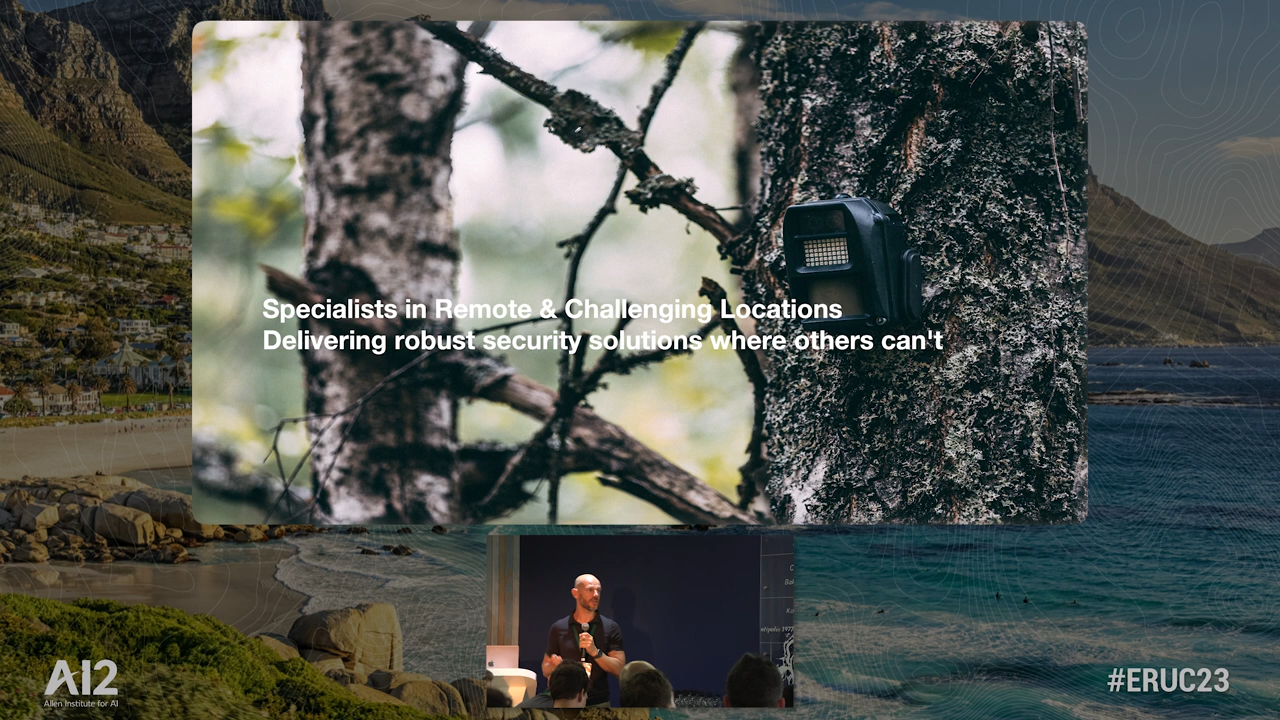 Specialists in Remote & Challenging Locations
Delivering robust security solutions where others can't
AI2
Allen Institute for AI
#ERUC23